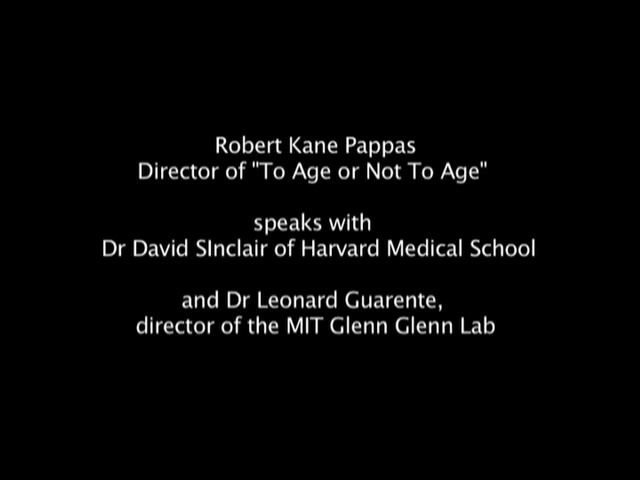 Robert Kane Pappas
Director of "To Age or Not To Age"
speaks with
Dr David SInclair of Harvard Medical School
and Dr Leonard Guarente,
director of the MIT Glenn Glenn Lab